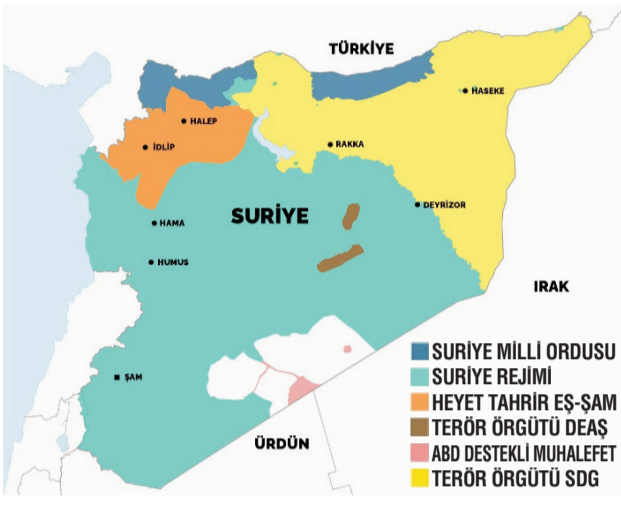 TÜRKİYE
HASEKE
HALEP
İDLİP
RAKKA
DEYRİZOR
SURİYE
HAMA
HUMUS
IRAK
ŞAM
ÜRDÜN
SURİYE MİLLİ ORDUSU
SURİYE REJİMİ
HEYET TAHRİR EŞ-ŞAM
TERÖR ÖRGÜTÜ DEAŞ
ABD DESTEKLİ MUHALEFET
TERÖR ÖRGÜTÜ SDG